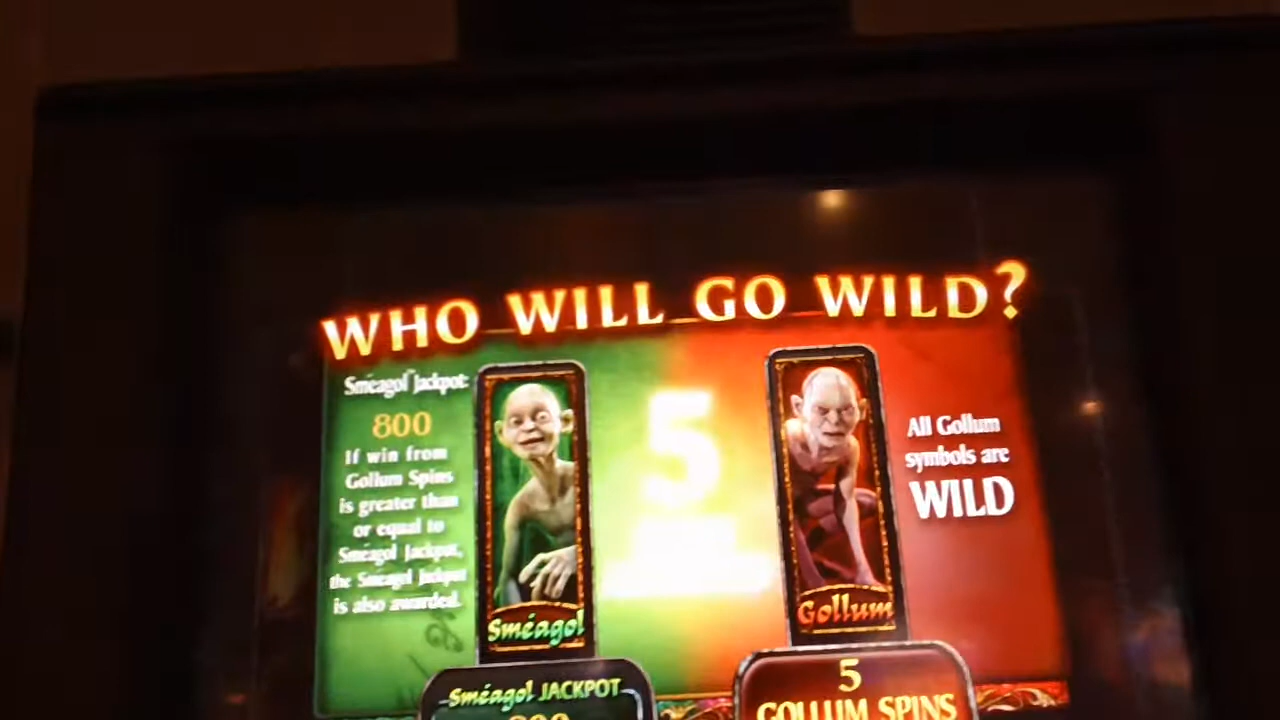 WHO WILL GO WILD?
Sméagol Jackpot:
800
If win from
Gollum Spins
is greater than
or equal to
Sméagol Jackpot,
the Sméagol Jackpot
is also awarded.
Sméagol
5
Gollum
All Gollum
symbols are
WILD
Sméagol JACKPOT
800
5
GOLLUM SPINS